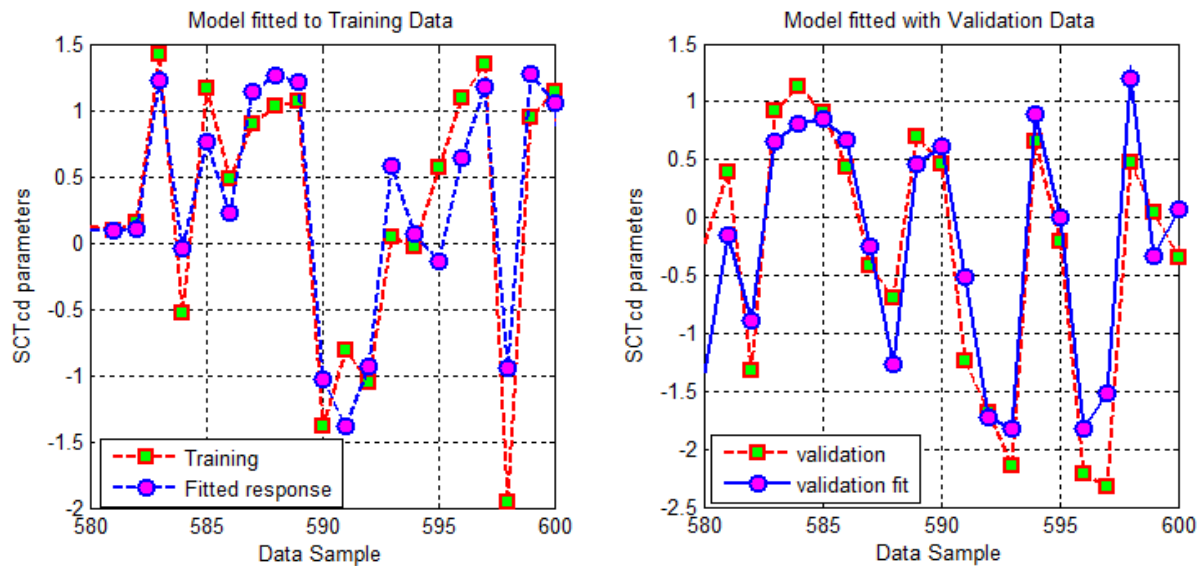 Model fitted to Training Data
1.5
1
0.5
0
-0.5
-1
-1.5
-2
SCTcd parameters
Training
Fitted response
580
585
590
595
600
Data Sample
Model fitted with Validation Data
1.5
1
0.5
0
-0.5
-1
-1.5
-2
-2.5
SCTcd parameters
validation
validation fit
580
585
590
595
600
Data Sample